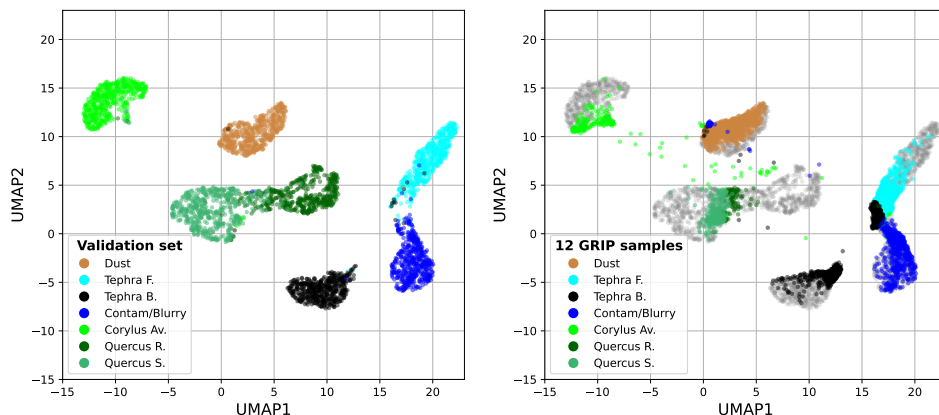 20
15
10
5
0
−5
−10
−15
UMAP2
Validation set
Dust
Tephra F.
Tephra B.
Contam/Blurry
Corylus Av.
Quercus R.
Quercus S.
−15 −10 −5 0 5 10 15 20
UMAP1
20
15
10
5
0
−5
−10
−15
UMAP2
12 GRIP samples
Dust
Tephra F.
Tephra B.
Contam/Blurry
Corylus Av.
Quercus R.
Quercus S.
−15 −10 −5 0 5 10 15 20
UMAP1